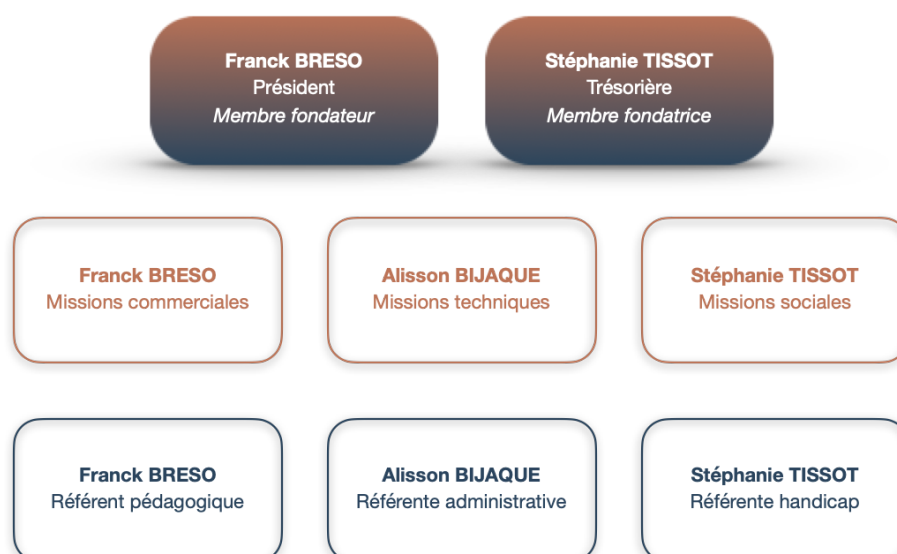 Franck BRESO
Président
Membre fondateur
Stéphanie TISSOT
Trésorière
Membre fondatrice
Franck BRESO
Missions commerciales
Alisson BIJAQUE
Missions techniques
Stéphanie TISSOT
Missions sociales
Franck BRESO
Référent pédagogique
Alisson BIJAQUE
Référente administrative
Stéphanie TISSOT
Référente handicap